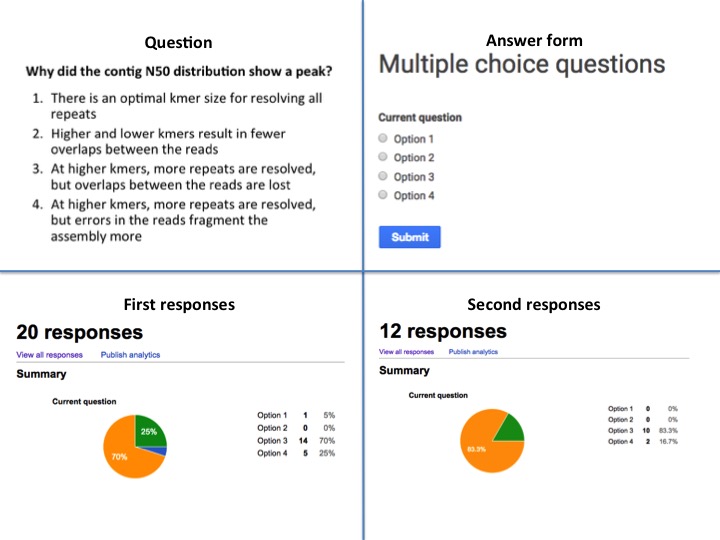 Question
Why did the contig N50 distribution show a peak?
1. There is an optimal kmer size for resolving all
repeats
2. Higher and lower kmers result in fewer
overlaps between the reads
3. At higher kmers, more repeats are resolved,
but overlaps between the reads are lost
4. At higher kmers, more repeats are resolved,
but errors in the reads fragment the
assembly more
Answer form
Multiple choice questions
Current question
Option 1
Option 2
Option 3
Option 4
Submit
First responses
20 responses
View all responses Publish analytics
Summary
Current question
25%
70%
Option 1 1 5%
Option 2 0 0%
Option 3 14 70%
Option 4 5 25%
Second responses
12 responses
View all responses Publish analytics
Summary
Current question
83.3%
Option 1 0 0%
Option 2 0 0%
Option 3 10 83.3%
Option 4 2 16.7%